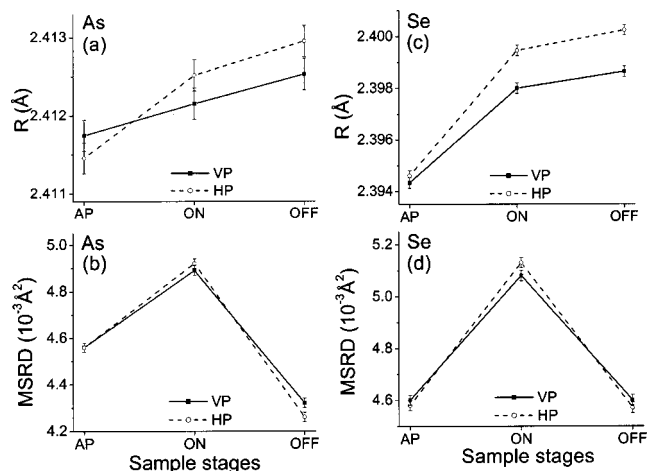 As
(a)
R (Å)
2.413
2.412
2.411
VP
HP
AP
ON
OFF
Se
(c)
R (Å)
2.400
2.398
2.396
2.394
VP
HP
AP
ON
OFF
As
(b)
MSRD (10⁻³Å²)
5.0
4.8
4.6
4.4
4.2
VP
HP
AP
ON
OFF
Sample stages
Se
(d)
MSRD (10⁻³Å²)
5.2
5.0
4.8
4.6
VP
HP
AP
ON
OFF
Sample stages